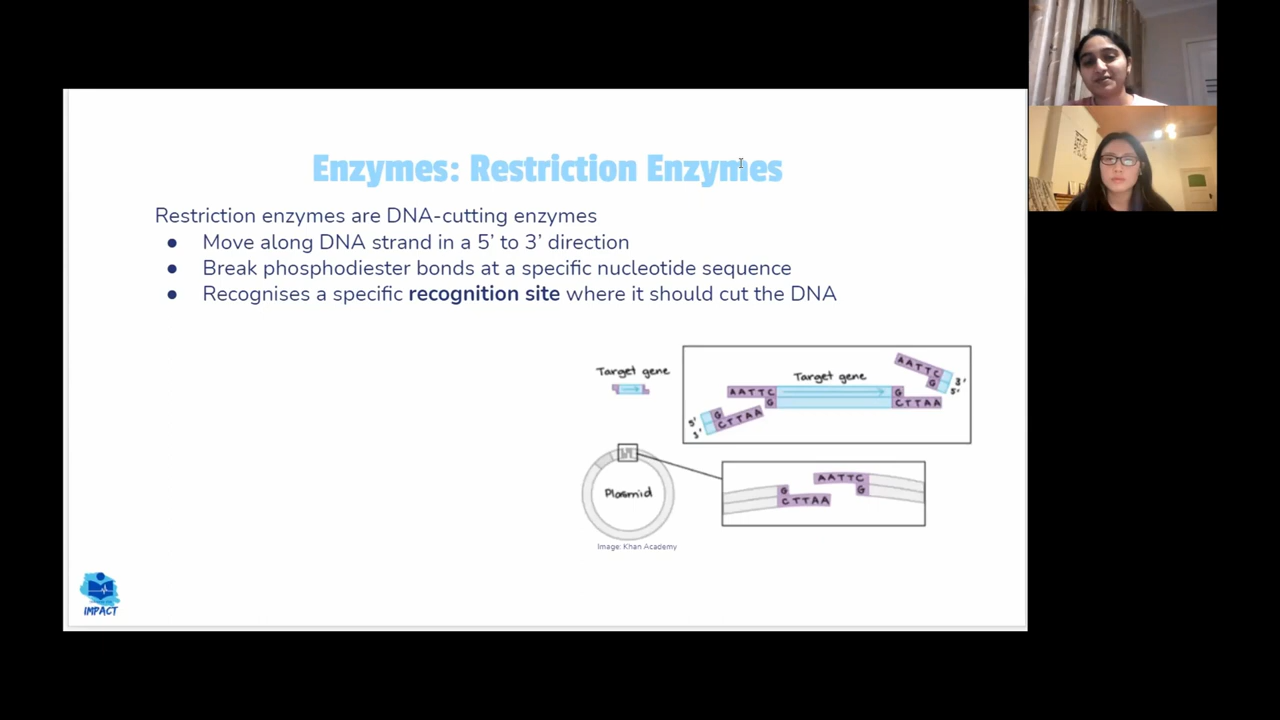 Enzymes: Restriction Enzymes
Restriction enzymes are DNA-cutting enzymes
● Move along DNA strand in a 5’ to 3’ direction
● Break phosphodiester bonds at a specific nucleotide sequence
● Recognises a specific recognition site where it should cut the DNA
Target gene
Target gene
AATTC
G
G
CTTAA
AATTC
G
3'
5'
5'
3'
G
CTTAA
Plasmid
AATTC
G
G
CTTAA
Image: Khan Academy
IMPACT